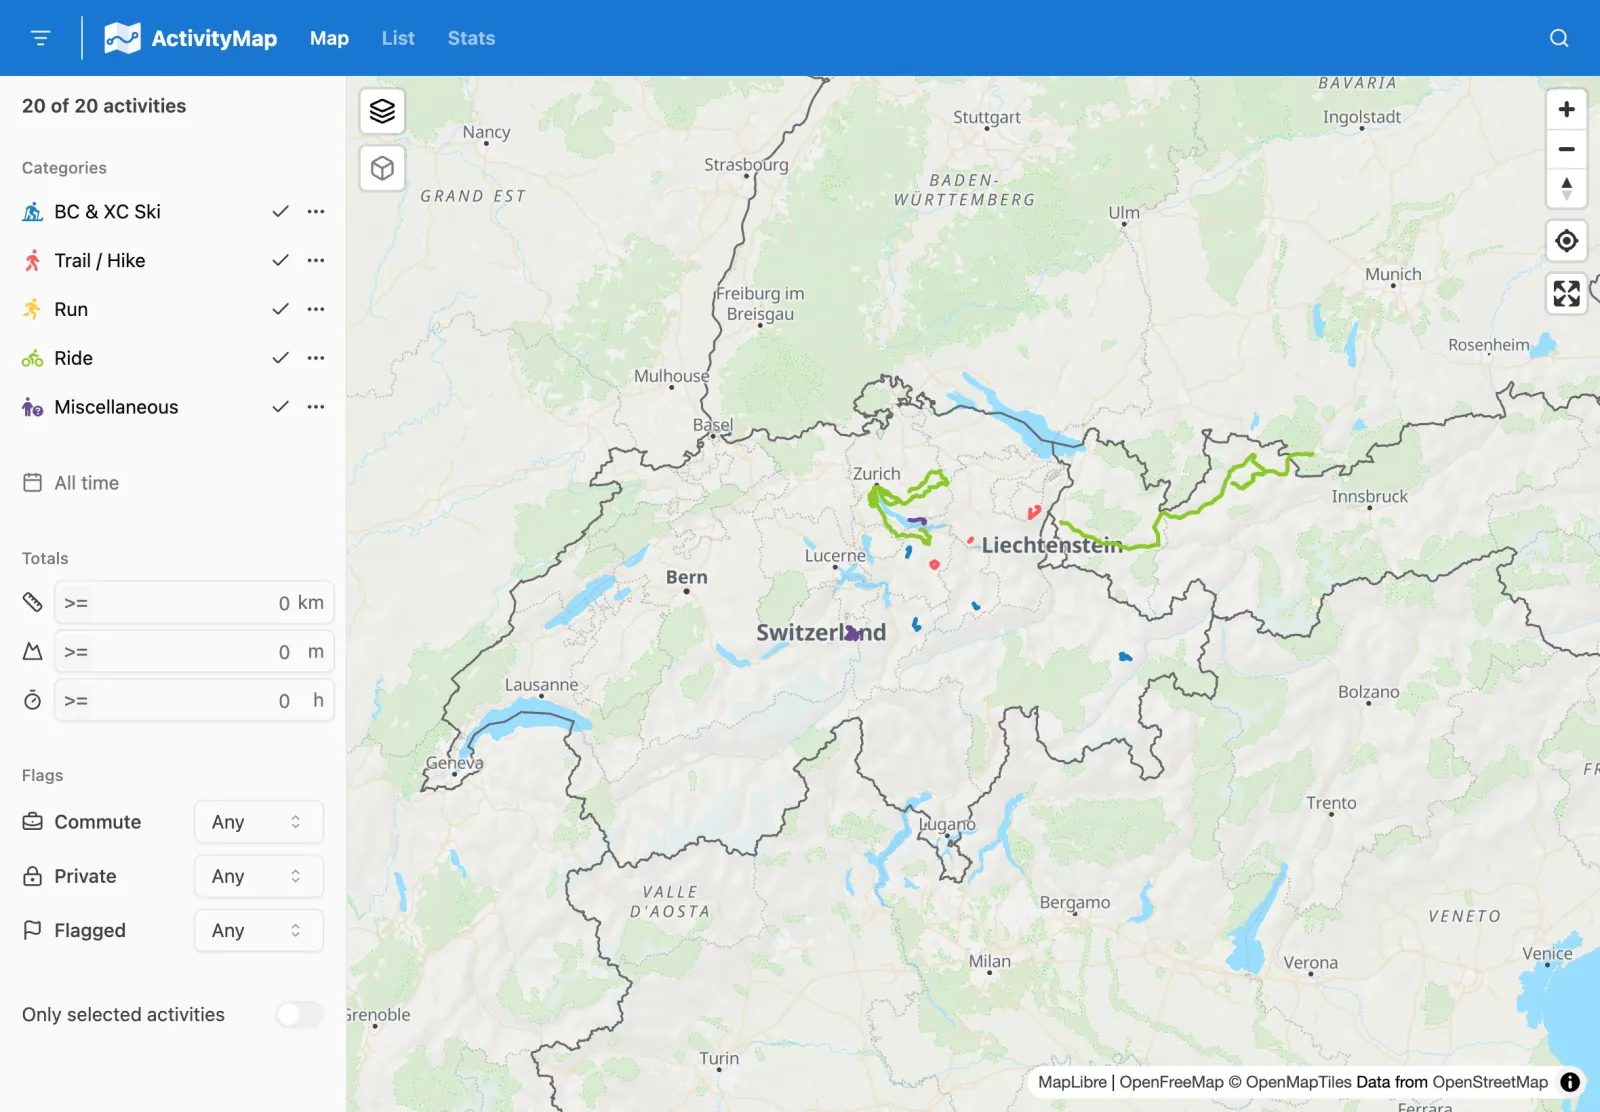 ActivityMap
Map
List
Stats
20 of 20 activities
Categories
BC & XC Ski
Trail / Hike
Run
Ride
Miscellaneous
All time
Totals
>= 0 km
>= 0 m
>= 0 h
Flags
Commute Any
Private Any
Flagged Any
Only selected activities
BAVARIA
Nancy
Stuttgart
Ingolstadt
Strasbourg
GRAND EST
BADEN-
WÜRTTEMBERG
Ulm
Munich
Freiburg im
Breisgau
Rosenheim
Mulhouse
Basel
Zurich
Innsbruck
Liechtenstein
Lucerne
Bern
Switzerland
Lausanne
Bolzano
Geneva
Trento
Lugano
VALLE
D'AOSTA
Bergamo
VENETO
Milan
Verona
Venice
Grenoble
Turin
MapLibre | OpenFreeMap © OpenMapTiles Data from OpenStreetMap
Ferrara